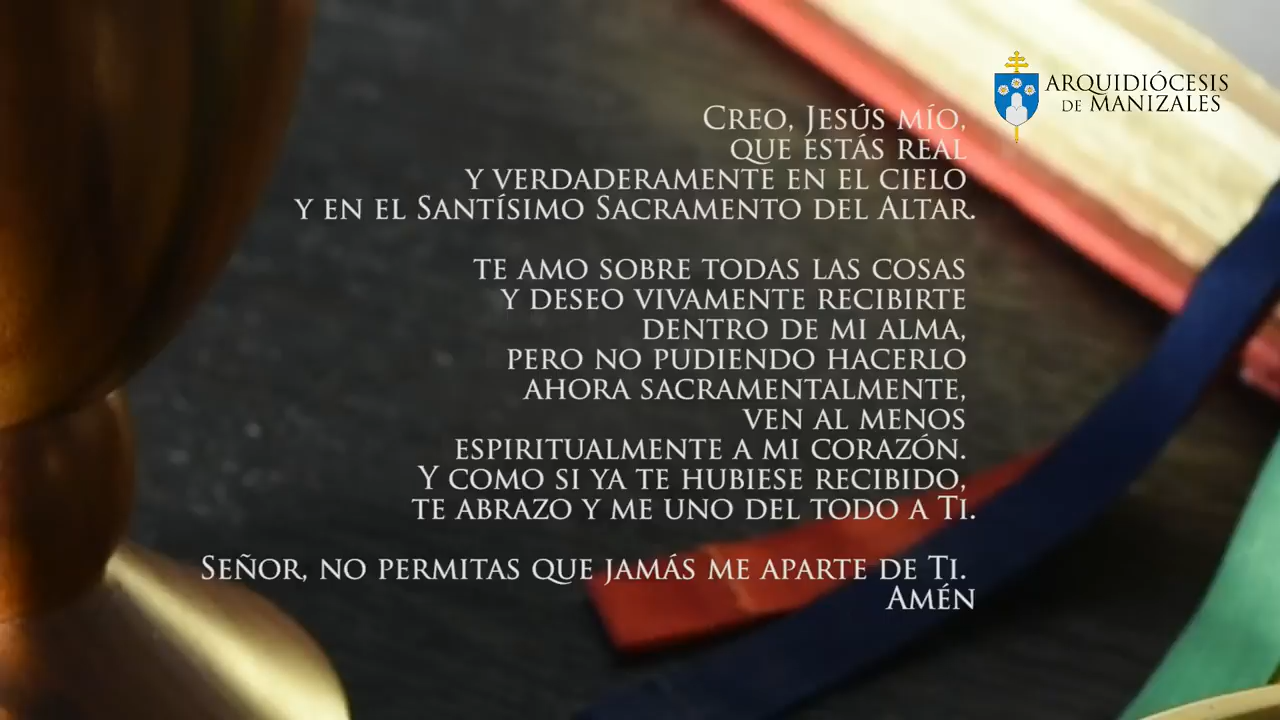 ARQUIDIÓCESIS
DE MANIZALES
CREO, JESÚS MÍO,
QUE ESTÁS REAL
Y VERDADERAMENTE EN EL CIELO
Y EN EL SANTÍSIMO SACRAMENTO DEL ALTAR.
TE AMO SOBRE TODAS LAS COSAS
Y DESEO VIVAMENTE RECIBIRTE
DENTRO DE MI ALMA,
PERO NO PUDIENDO HACERLO
AHORA SACRAMENTALMENTE,
VEN AL MENOS
ESPIRITUALMENTE A MI CORAZÓN.
Y COMO SI YA TE HUBIESE RECIBIDO,
TE ABRAZO Y ME UNO DEL TODO A TI.
SEÑOR, NO PERMITAS QUE JAMÁS ME APARTE DE TI.
AMÉN